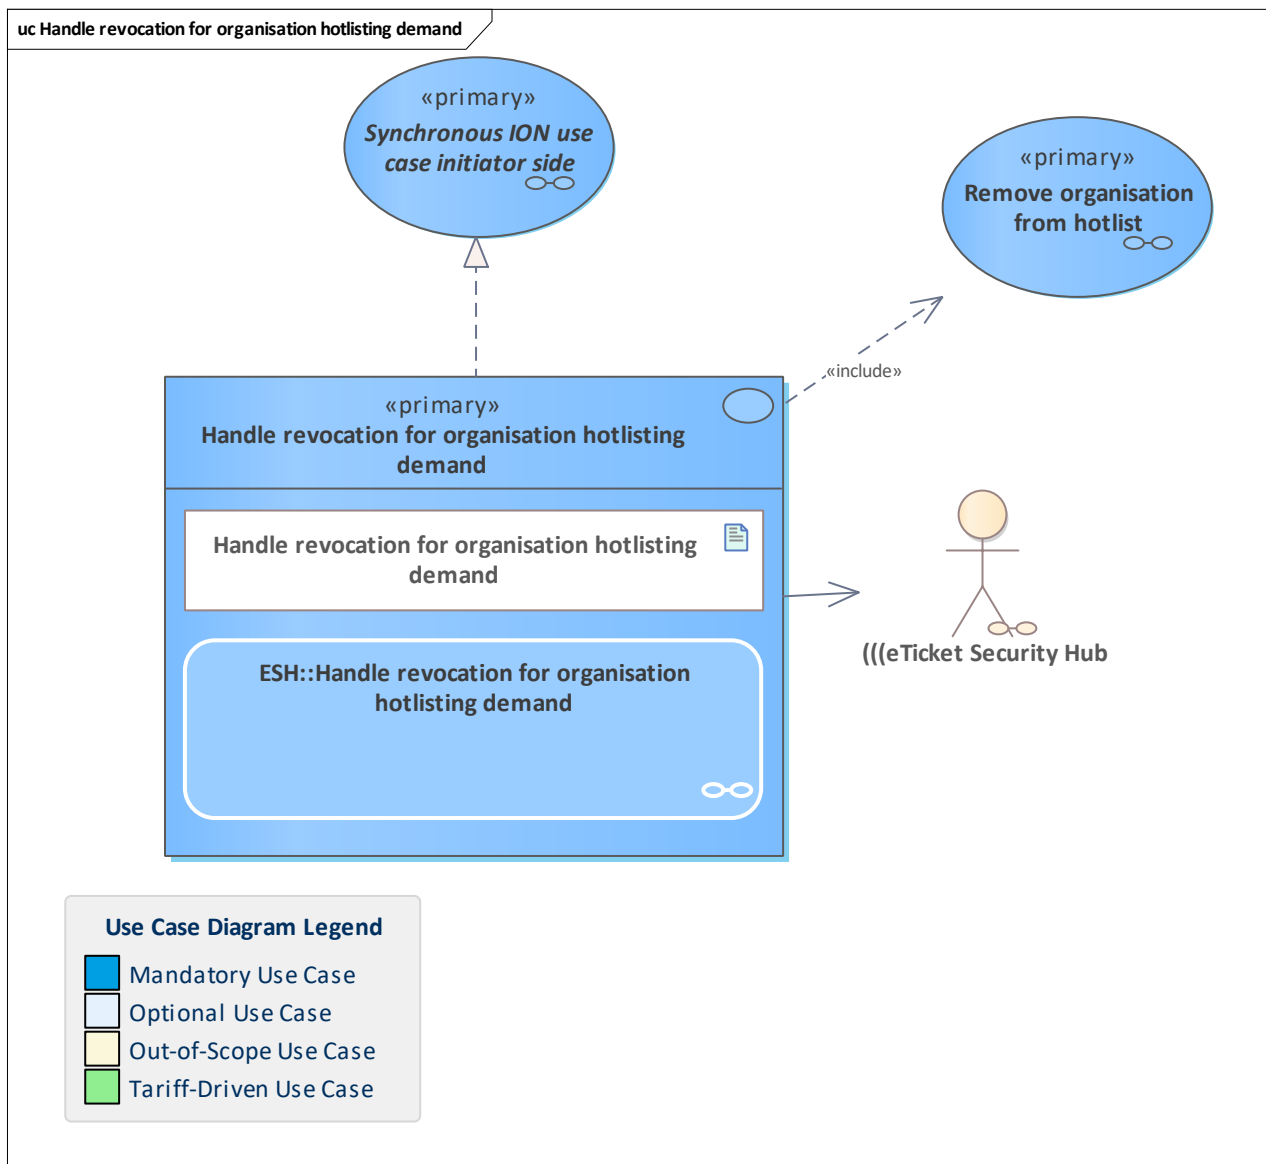 uc Handle revocation for organisation hotlisting demand
«primary»
Synchronous ION use
case initiator side
«primary»
Remove organisation
from hotlist
«include»
«primary»
Handle revocation for organisation hotlisting
demand
Handle revocation for organisation hotlisting
demand
ESH::Handle revocation for organisation
hotlisting demand
(((eTicket Security Hub
Use Case Diagram Legend
Mandatory Use Case
Optional Use Case
Out-of-Scope Use Case
Tariff-Driven Use Case